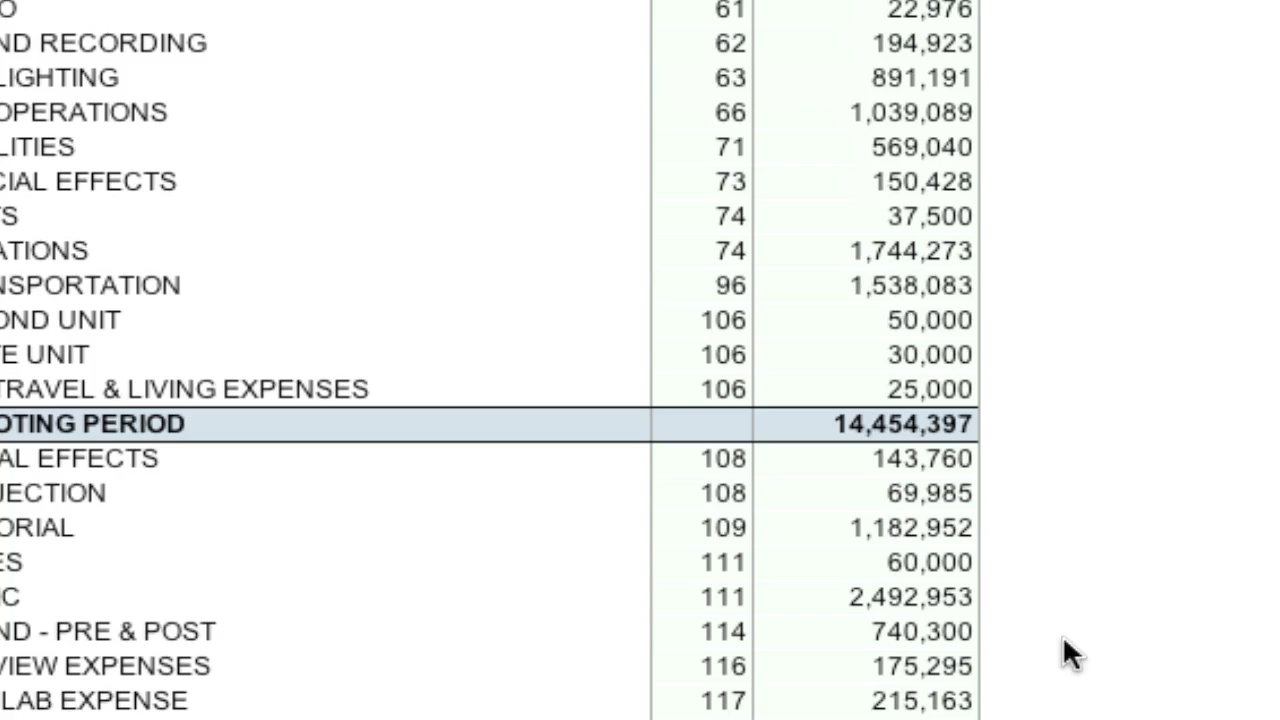 O 61 22,976
ND RECORDING 62 194,923
LIGHTING 63 891,191
OPERATIONS 66 1,039,089
LITIES 71 569,040
CIAL EFFECTS 73 150,428
TS 74 37,500
ATIONS 74 1,744,273
NSPORTATION 96 1,538,083
OND UNIT 106 50,000
TE UNIT 106 30,000
TRAVEL & LIVING EXPENSES 106 25,000
OTING PERIOD 14,454,397
AL EFFECTS 108 143,760
JECTION 108 69,985
ORIAL 109 1,182,952
ES 111 60,000
IC 111 2,492,953
ND - PRE & POST 114 740,300
VIEW EXPENSES 116 175,295
LAB EXPENSE 117 215,163